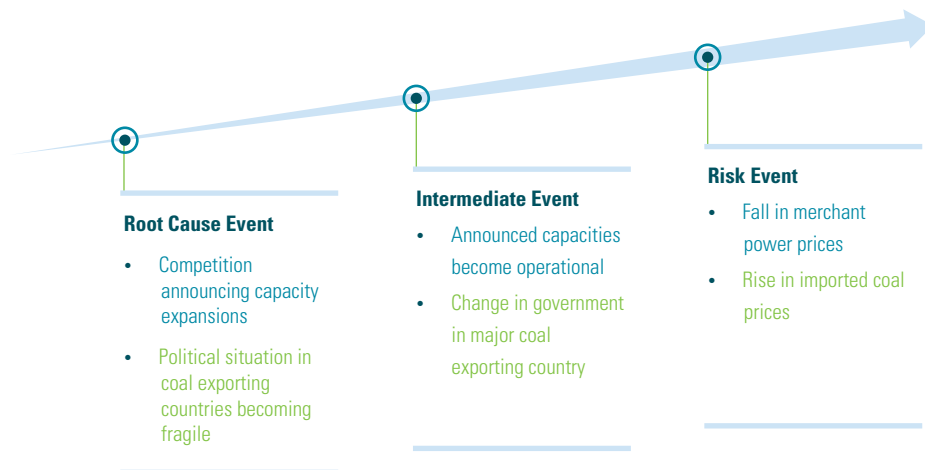 Root Cause Event
• Competition
announcing capacity
expansions
• Political situation in
coal exporting
countries becoming
fragile
Intermediate Event
• Announced capacities
become operational
• Change in government
in major coal
exporting country
Risk Event
• Fall in merchant
power prices
• Rise in imported coal
prices